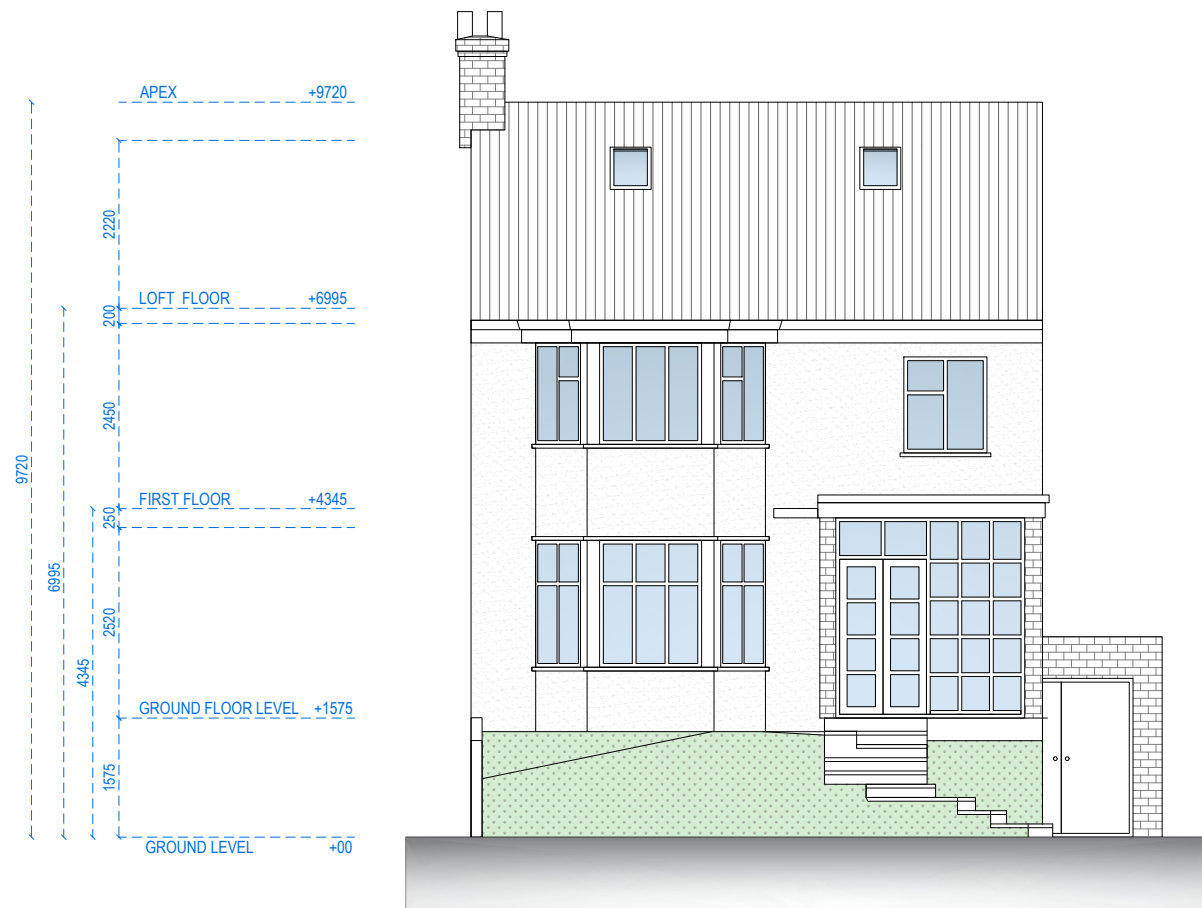 APEX +9720
2220
LOFT FLOOR +6995
200
2450
9720
FIRST FLOOR +4345
250
6995
2520
4345
GROUND FLOOR LEVEL +1575
1575
GROUND LEVEL +00